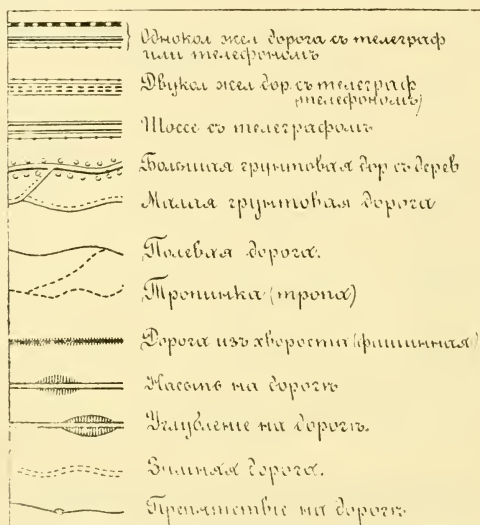 Однокол жел дорога съ телеграф
или телефономъ
Двукол жел дор съ телеграф
(телефономъ)
Шоссе съ телеграфомъ
Большая грунтовая дор съ дерев
Малая грунтовая дорога
Полевая дорога.
Тропинка (тропа)
Дорога изъ хвороста (фашинная)
Насыпь на дорогѣ
Углубленіе на дорогѣ.
Зимняя дорога.
Препятствіе на дорогѣ